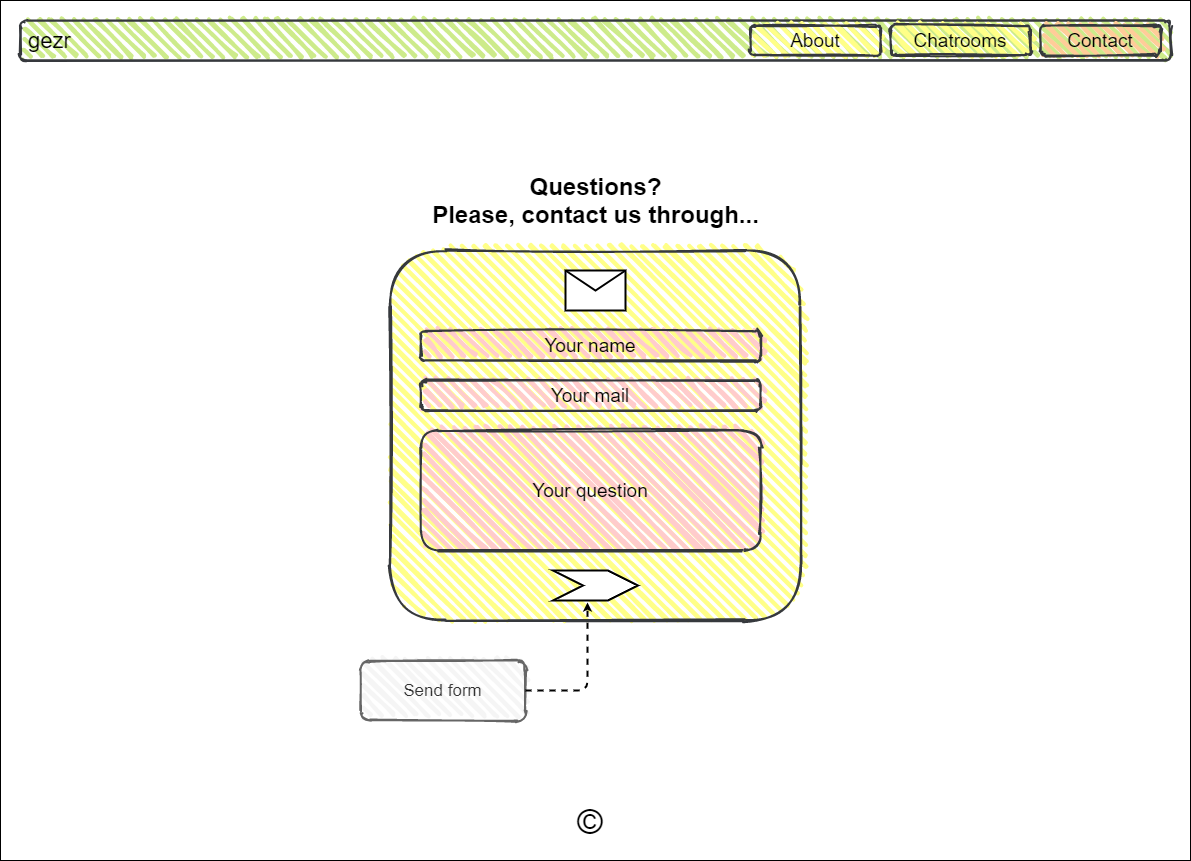 gezr
About
Chatrooms
Contact
Questions?
Please, contact us through...
Your name
Your mail
Your question
Send form
©